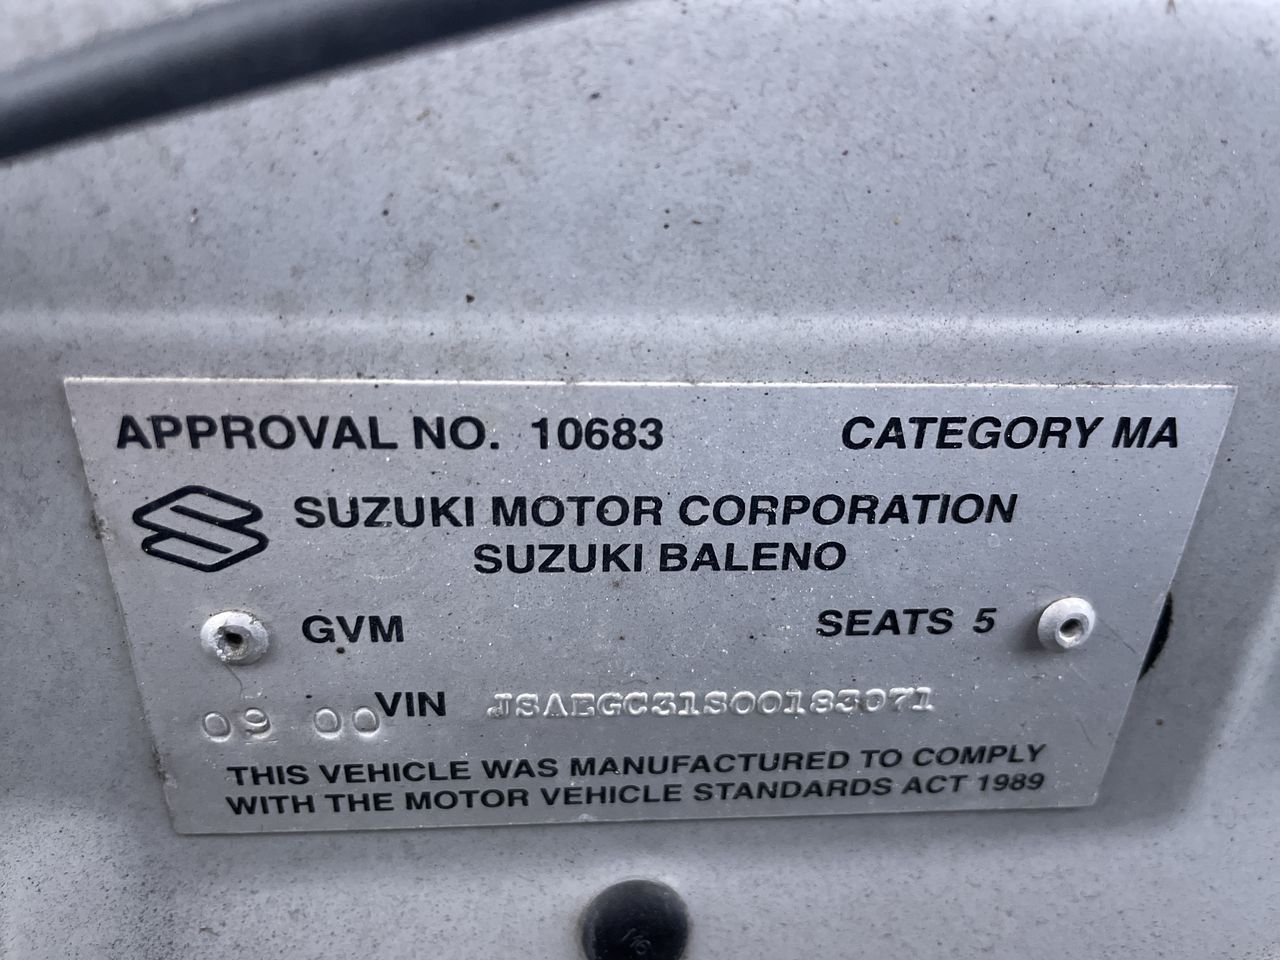 APPROVAL NO. 10683 CATEGORY MA
SUZUKI MOTOR CORPORATION
SUZUKI BALENO
GVM SEATS 5
09 00 VIN JSAEGC31S00183071
THIS VEHICLE WAS MANUFACTURED TO COMPLY
WITH THE MOTOR VEHICLE STANDARDS ACT 1989